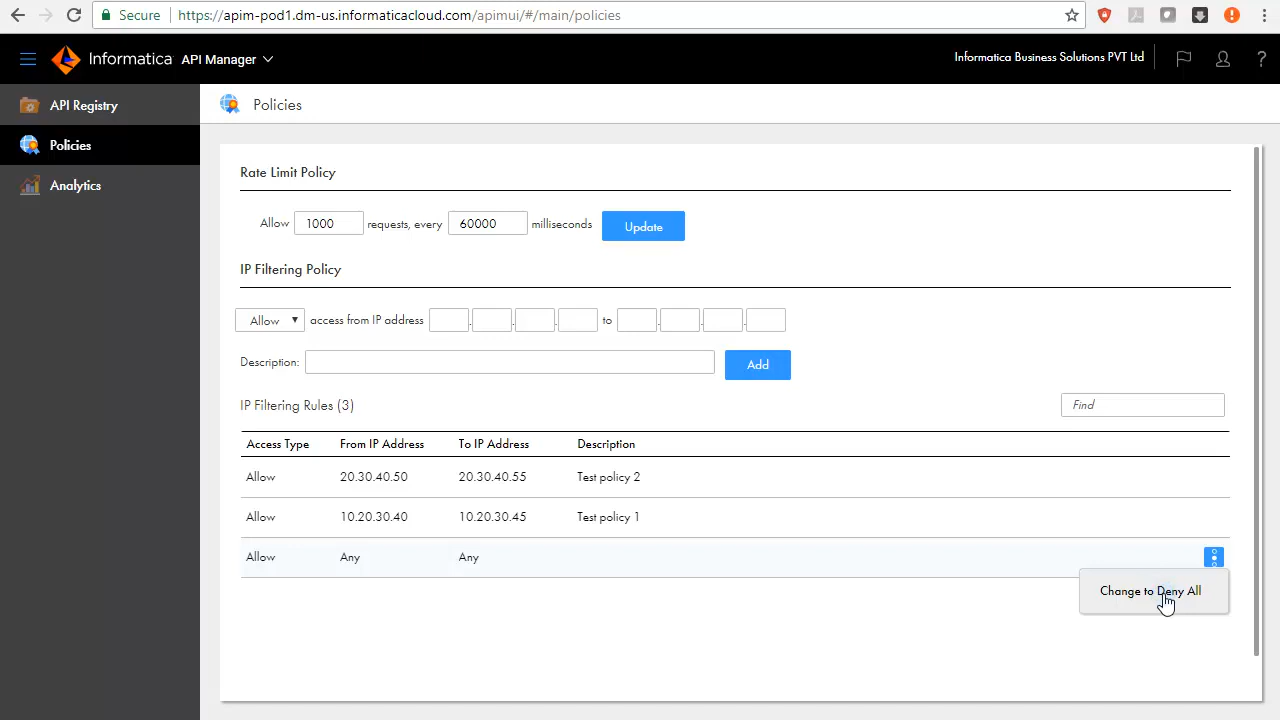 Secure https://apim-pod1.dm-us.informaticacloud.com/apimui/#/main/policies
Informatica API Manager Informatica Business Solutions PVT Ltd ?
API Registry
Policies
Analytics
Policies
Rate Limit Policy
Allow 1000 requests, every 60000 milliseconds Update
IP Filtering Policy
Allow access from IP address . . . to . . .
Description: Add
IP Filtering Rules (3) Find
Access Type From IP Address To IP Address Description
Allow 20.30.40.50 20.30.40.55 Test policy 2
Allow 10.20.30.40 10.20.30.45 Test policy 1
Allow Any Any
Change to Deny All